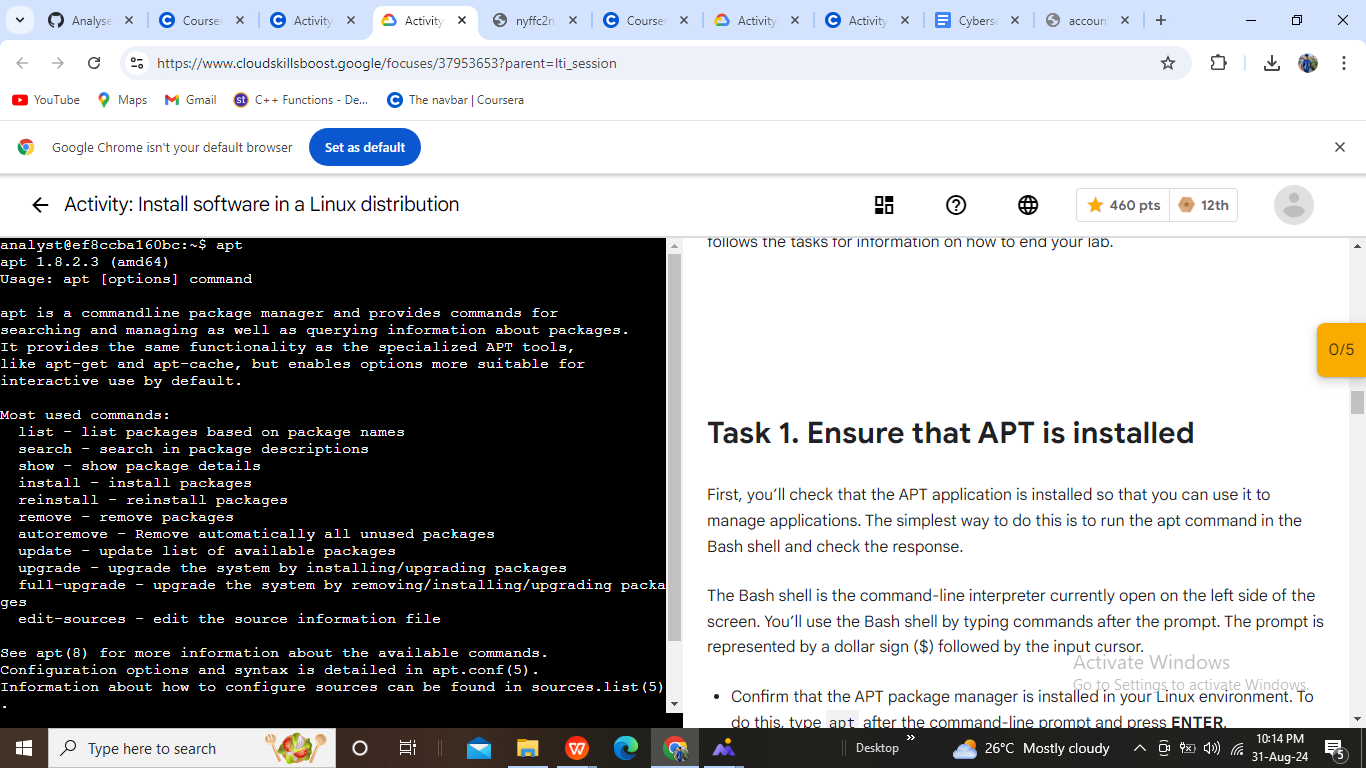 Analyse
Course
Activity
Activity
nyffc2n
Course
Activity
Activity
Cyberse
accoun
https://www.cloudskillsboost.google/focuses/37953653?parent=lti_session
YouTube
Maps
Gmail
st
C++ Functions - De...
The navbar | Coursera
Google Chrome isn't your default browser
Set as default
Activity: Install software in a Linux distribution
460 pts
12th
analyst@ef8ccba160bc:~$ apt
apt 1.8.2.3 (amd64)
Usage: apt [options] command
apt is a commandline package manager and provides commands for
searching and managing as well as querying information about packages.
It provides the same functionality as the specialized APT tools,
like apt-get and apt-cache, but enables options more suitable for
interactive use by default.
Most used commands:
list - list packages based on package names
search - search in package descriptions
show - show package details
install - install packages
reinstall - reinstall packages
remove - remove packages
autoremove - Remove automatically all unused packages
update - update list of available packages
upgrade - upgrade the system by installing/upgrading packages
full-upgrade - upgrade the system by removing/installing/upgrading packa
ges
edit-sources - edit the source information file
See apt(8) for more information about the available commands.
Configuration options and syntax is detailed in apt.conf(5).
Information about how to configure sources can be found in sources.list(5)
.
follows the tasks for information on how to end your lab.
0/5
Task 1. Ensure that APT is installed
First, you’ll check that the APT application is installed so that you can use it to
manage applications. The simplest way to do this is to run the apt command in the
Bash shell and check the response.
The Bash shell is the command-line interpreter currently open on the left side of the
screen. You’ll use the Bash shell by typing commands after the prompt. The prompt is
represented by a dollar sign ($) followed by the input cursor.
Activate Windows
Go to Settings to activate Windows.
• Confirm that the APT package manager is installed in your Linux environment. To
do this, type apt after the command-line prompt and press ENTER.
Type here to search
Desktop
26°C Mostly cloudy
10:14 PM
31-Aug-24
5